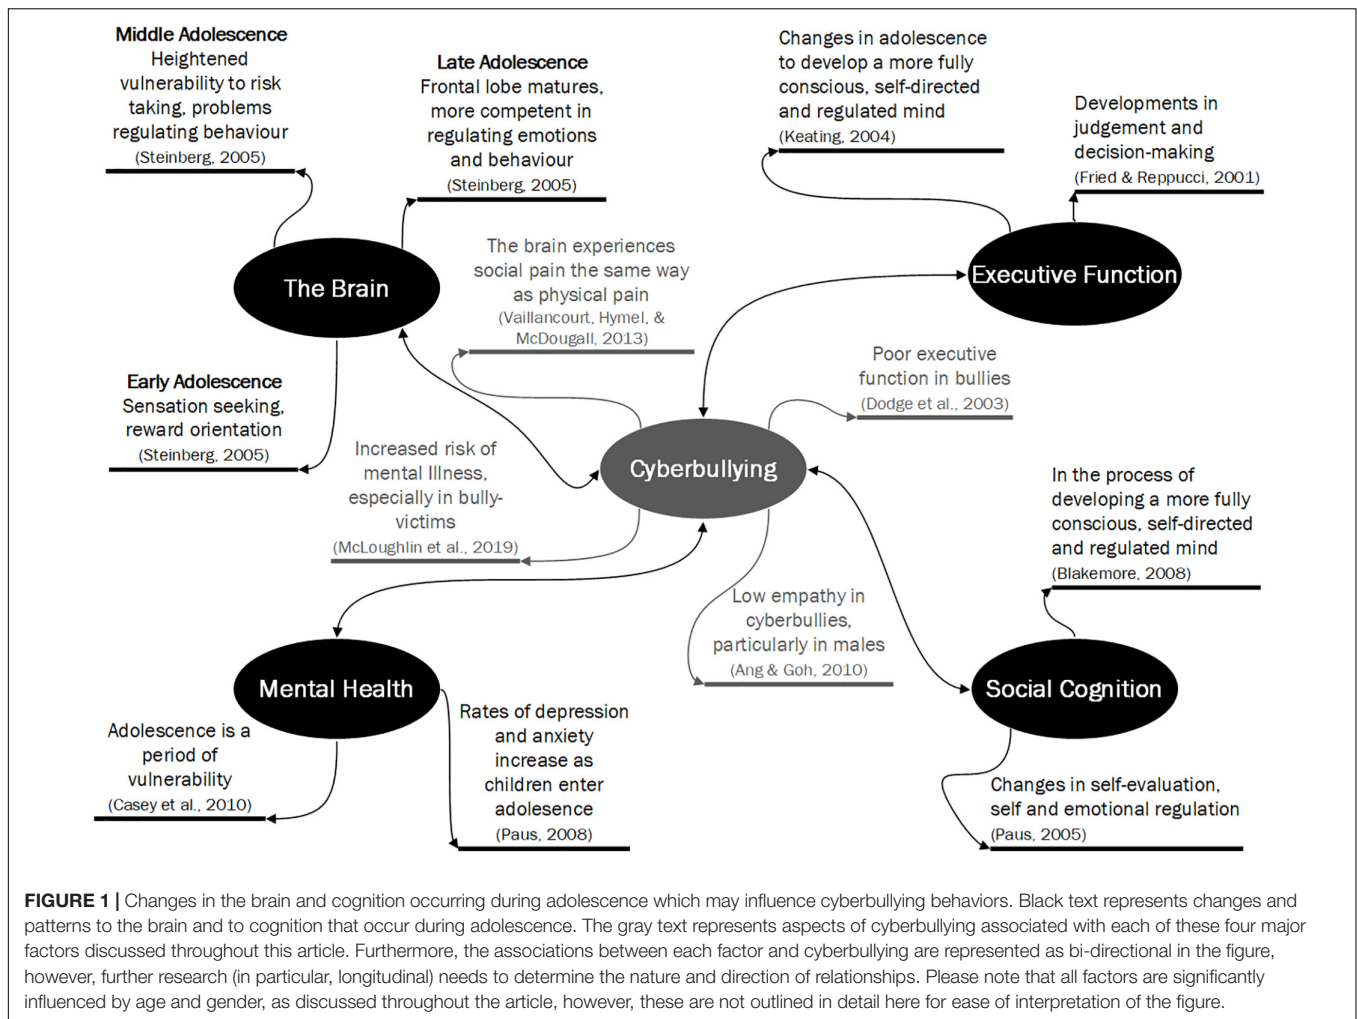 Middle Adolescence
Heightened
vulnerability to risk
taking, problems
regulating behaviour
(Steinberg, 2005)
Late Adolescence
Frontal lobe matures,
more competent in
regulating emotions
and behaviour
(Steinberg, 2005)
Changes in adolescence
to develop a more fully
conscious, self-directed
and regulated mind
(Keating, 2004)
Developments in
judgement and
decision-making
(Fried & Reppucci, 2001)
The Brain
The brain experiences
social pain the same way
as physical pain
(Vaillancourt, Hymel, &
McDougall, 2013)
Executive Function
Early Adolescence
Sensation seeking,
reward orientation
(Steinberg, 2005)
Poor executive
function in bullies
(Dodge et al., 2003)
Increased risk of
mental Illness,
especially in bully-
victims
(McLoughlin et al., 2019)
Cyberbullying
In the process of
developing a more fully
conscious, self-directed
and regulated mind
(Blakemore, 2008)
Low empathy in
cyberbullies,
particularly in males
(Ang & Goh, 2010)
Mental Health
Social Cognition
Adolescence is a
period of
vulnerability
(Casey et al., 2010)
Rates of depression
and anxiety
increase as
children enter
adolesence
(Paus, 2008)
Changes in self-evaluation,
self and emotional regulation
(Paus, 2005)
FIGURE 1 | Changes in the brain and cognition occurring during adolescence which may influence cyberbullying behaviors. Black text represents changes and
patterns to the brain and to cognition that occur during adolescence. The gray text represents aspects of cyberbullying associated with each of these four major
factors discussed throughout this article. Furthermore, the associations between each factor and cyberbullying are represented as bi-directional in the figure,
however, further research (in particular, longitudinal) needs to determine the nature and direction of relationships. Please note that all factors are significantly
influenced by age and gender, as discussed throughout the article, however, these are not outlined in detail here for ease of interpretation of the figure.